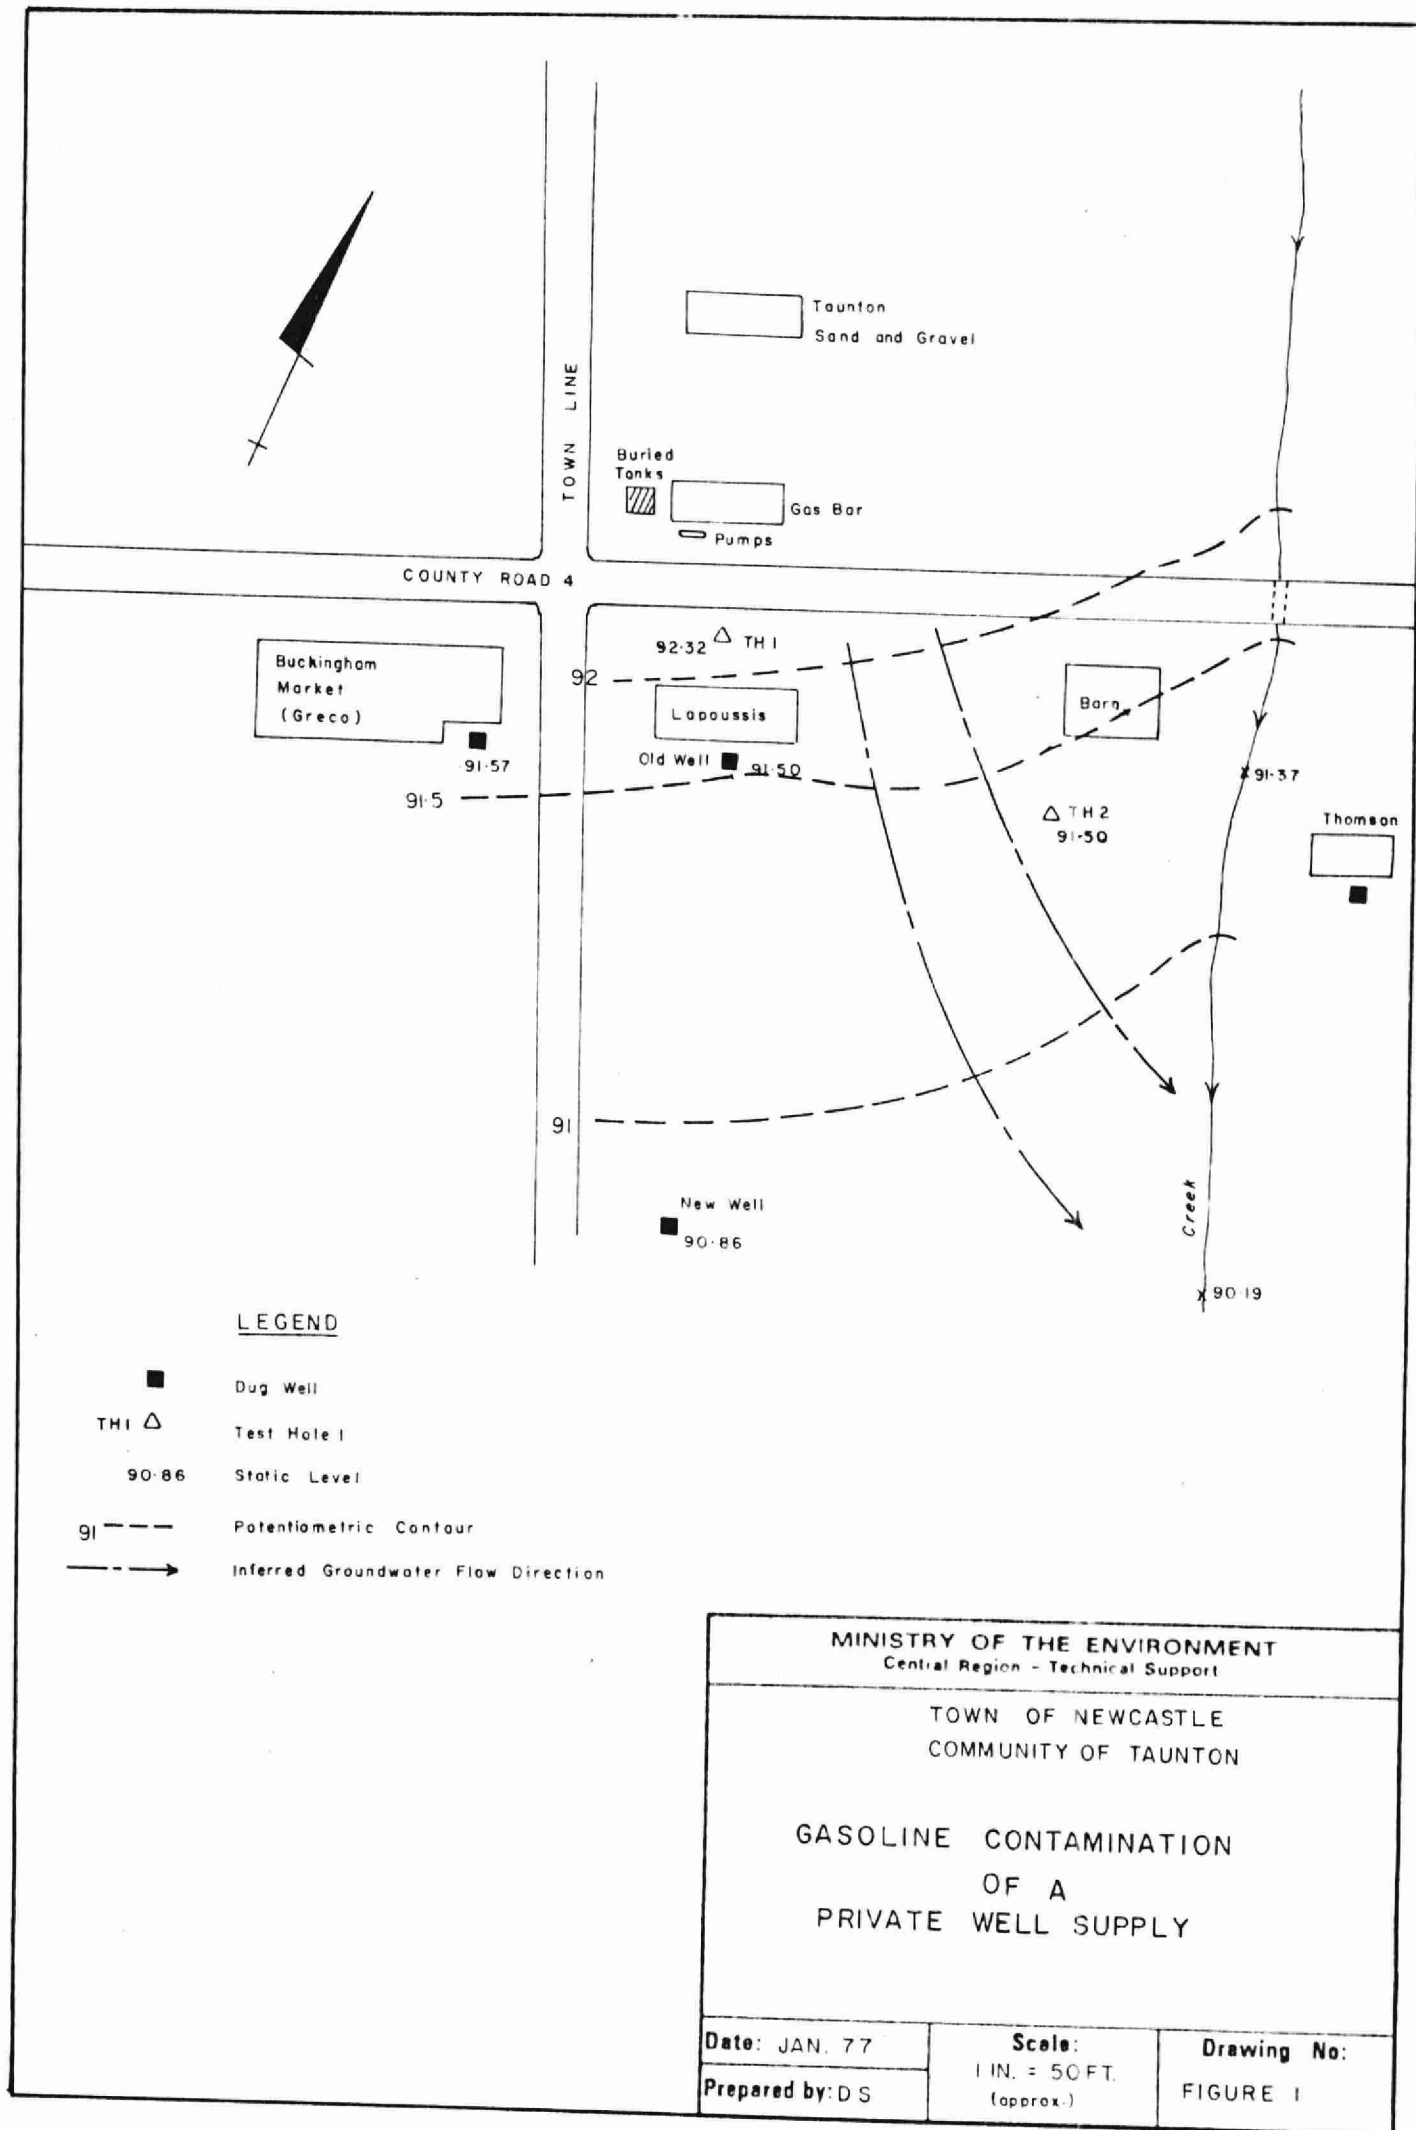 Taunton
Sand and Gravel
TOWN LINE
Buried
Tanks
Gas Bar
Pumps
COUNTY ROAD 4
92.32 TH 1
Buckingham
Market
(Greco)
92
Lapoussis
Barn
Old Well 91.50
91.57
91.37
91.5
TH 2
91.50
Thomson
91
New Well
90.86
Creek
90.19
LEGEND
Dug Well
TH1 Test Hole 1
90.86 Static Level
91 Potentiometric Contour
Inferred Groundwater Flow Direction
MINISTRY OF THE ENVIRONMENT
Central Region - Technical Support
TOWN OF NEWCASTLE
COMMUNITY OF TAUNTON
GASOLINE CONTAMINATION
OF A
PRIVATE WELL SUPPLY
Date: JAN. 77
Prepared by: D S
Scale:
1 IN. = 50 FT.
(approx.)
Drawing No:
FIGURE 1